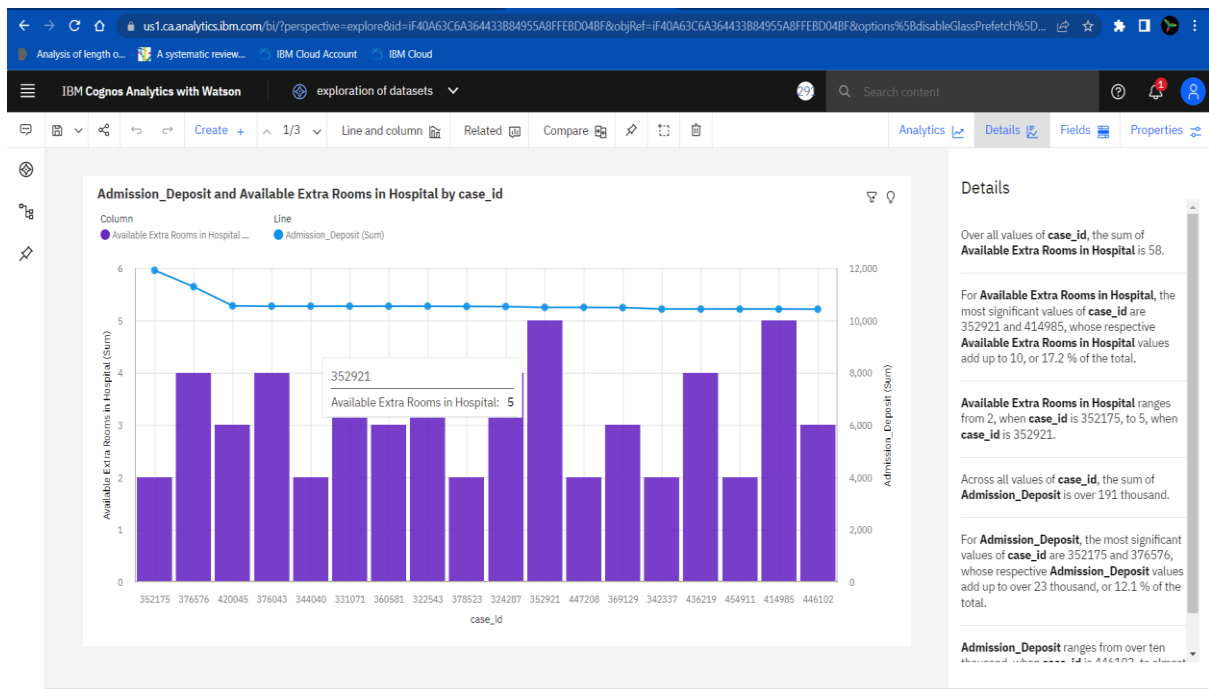 us1.ca.analytics.ibm.com/bi/?perspective=explore&id=iF40A63C6A364433B84955A8FFEBD04BF&objRef=iF40A63C6A364433B84955A8FFEBD04BF&options%5BdisableGlassPrefetch%5D...
Analysis of length o... A systematic review... IBM Cloud Account IBM Cloud
IBM Cognos Analytics with Watson exploration of datasets 291 Search content 1
Create + 1/3 Line and column Related Compare Analytics Details Fields Properties
Admission_Deposit and Available Extra Rooms in Hospital by case_id
Column Line
Available Extra Rooms in Hospital ... Admission_Deposit (Sum)
Available Extra Rooms in Hospital (Sum)
6
5
4
3
2
1
0
352921
Available Extra Rooms in Hospital: 5
12,000
10,000
8,000
6,000
4,000
2,000
0
Admission_Deposit (Sum)
352175 376576 420045 376043 344040 331071 360581 322543 378523 324287 352921 447208 369129 342337 436219 454911 414985 446102
case_id
Details
Over all values of case_id, the sum of
Available Extra Rooms in Hospital is 58.
For Available Extra Rooms in Hospital, the
most significant values of case_id are
352921 and 414985, whose respective
Available Extra Rooms in Hospital values
add up to 10, or 17.2 % of the total.
Available Extra Rooms in Hospital ranges
from 2, when case_id is 352175, to 5, when
case_id is 352921.
Across all values of case_id, the sum of
Admission_Deposit is over 191 thousand.
For Admission_Deposit, the most significant
values of case_id are 352175 and 376576,
whose respective Admission_Deposit values
add up to over 23 thousand, or 12.1 % of the
total.
Admission_Deposit ranges from over ten
thousand, when case_id is 446102, to almost